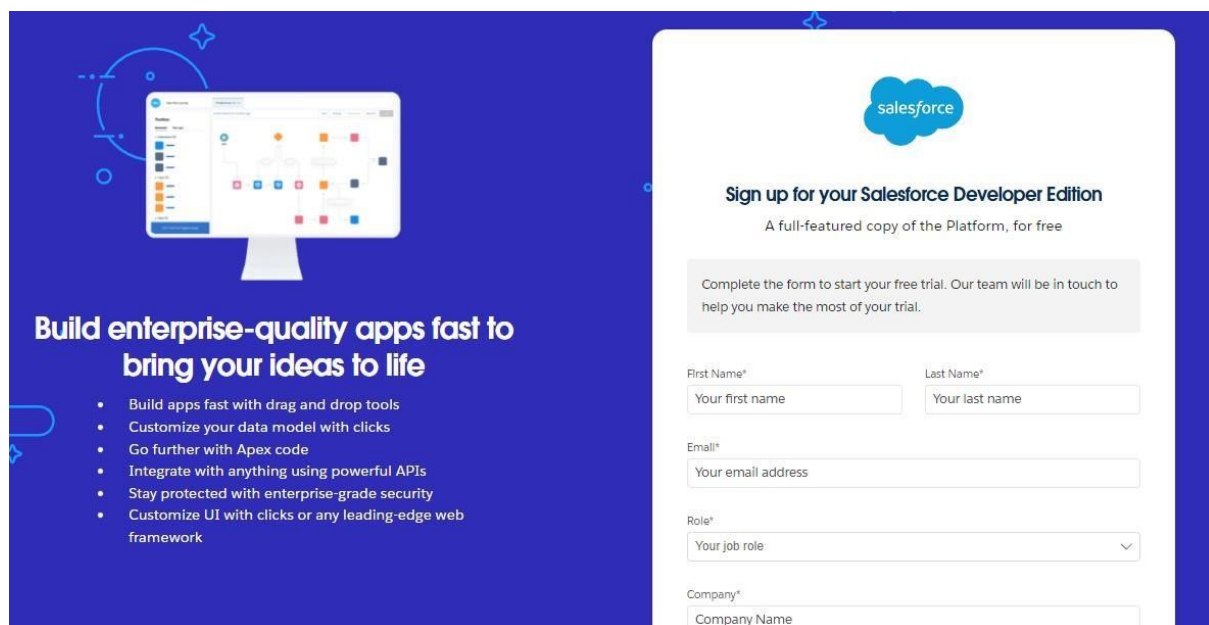 Build enterprise-quality apps fast to
bring your ideas to life
• Build apps fast with drag and drop tools
• Customize your data model with clicks
• Go further with Apex code
• Integrate with anything using powerful APIs
• Stay protected with enterprise-grade security
• Customize UI with clicks or any leading-edge web
framework
salesforce
Sign up for your Salesforce Developer Edition
A full-featured copy of the Platform, for free
Complete the form to start your free trial. Our team will be in touch to
help you make the most of your trial.
First Name* Last Name*
Your first name Your last name
Email*
Your email address
Role*
Your job role
Company*
Company Name